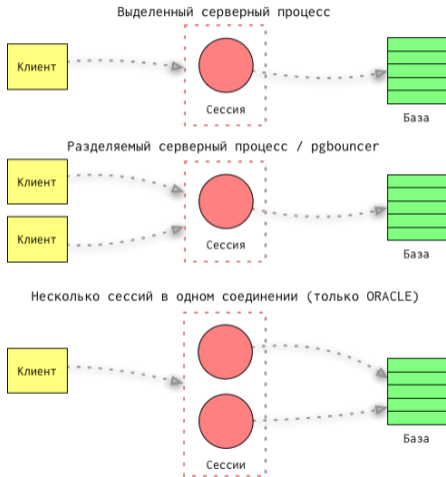 Выделенный серверный процесс
Клиент
Сессия
База
Разделяемый серверный процесс / pgbouncer
Клиент
Клиент
Сессия
База
Несколько сессий в одном соединении (только ORACLE)
Клиент
Сессии
База